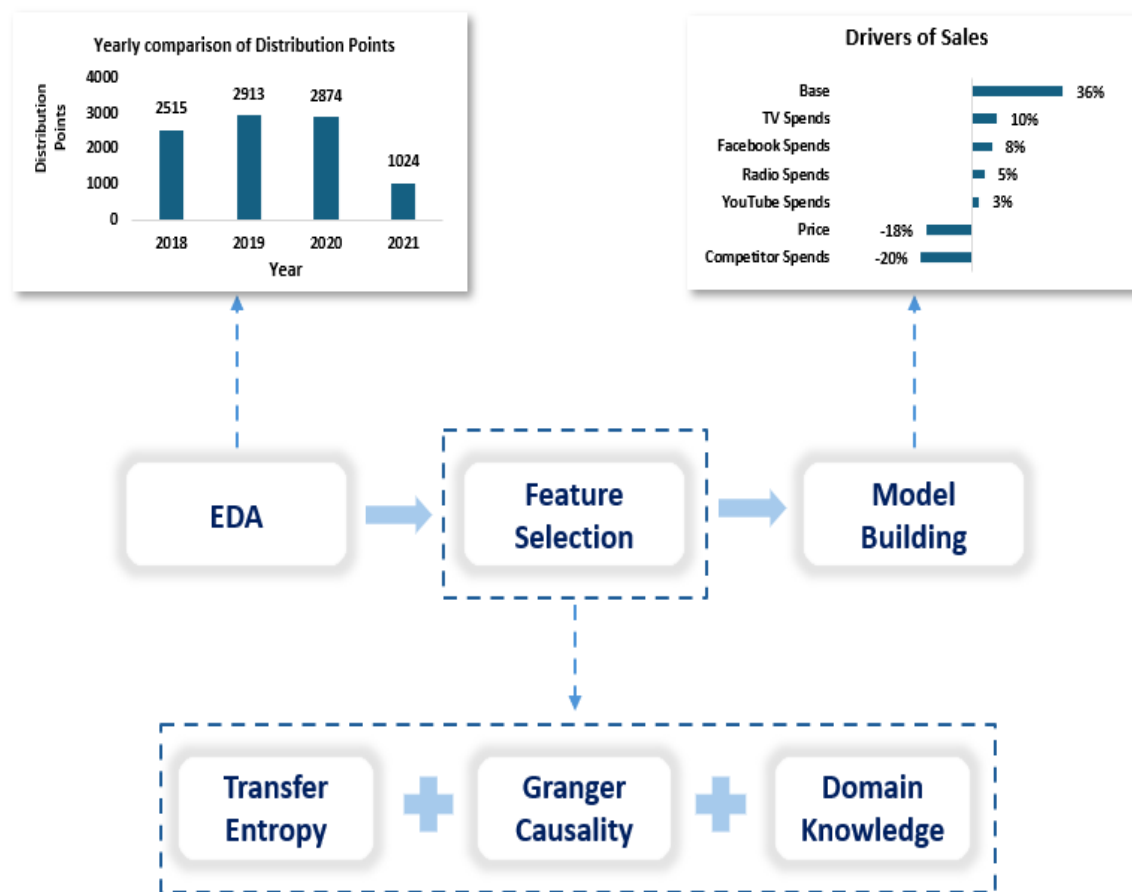 Yearly comparison of Distribution Points
Distribution
Points
4000
3000
2000
1000
0
2515
2913
2874
1024
2018
2019
2020
2021
Year
Drivers of Sales
Base
36%
TV Spends
10%
Facebook Spends
8%
Radio Spends
5%
YouTube Spends
3%
Price
-18%
Competitor Spends
-20%
EDA
Feature
Selection
Model
Building
Transfer
Entropy
Granger
Causality
Domain
Knowledge